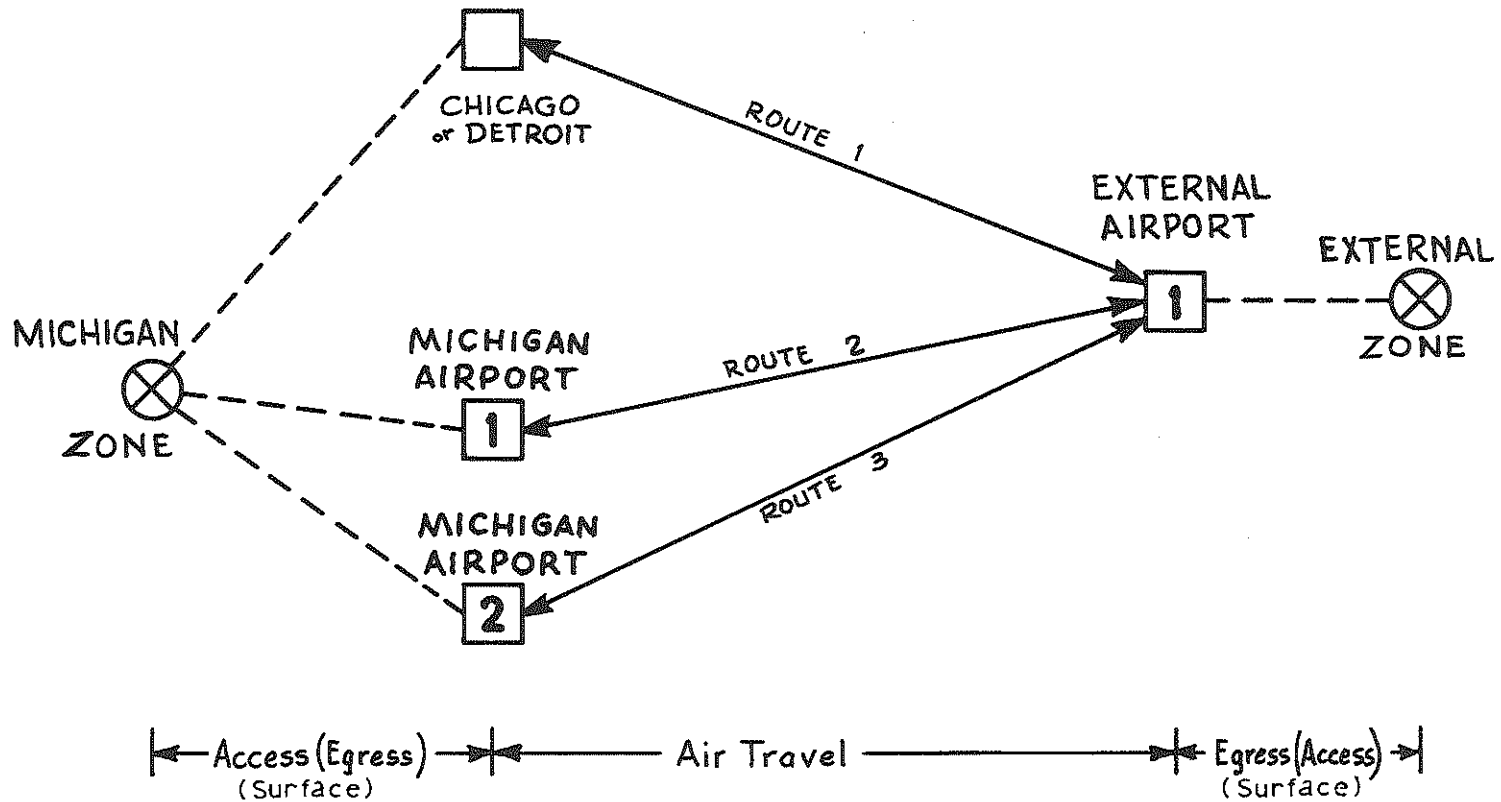 CHICAGO
or DETROIT
ROUTE 1
EXTERNAL
AIRPORT
1
EXTERNAL
ZONE
MICHIGAN
ZONE
MICHIGAN
AIRPORT
1
ROUTE 2
ROUTE 3
MICHIGAN
AIRPORT
2
Access (Egress)
(Surface)
Air Travel
Egress (Access)
(Surface)